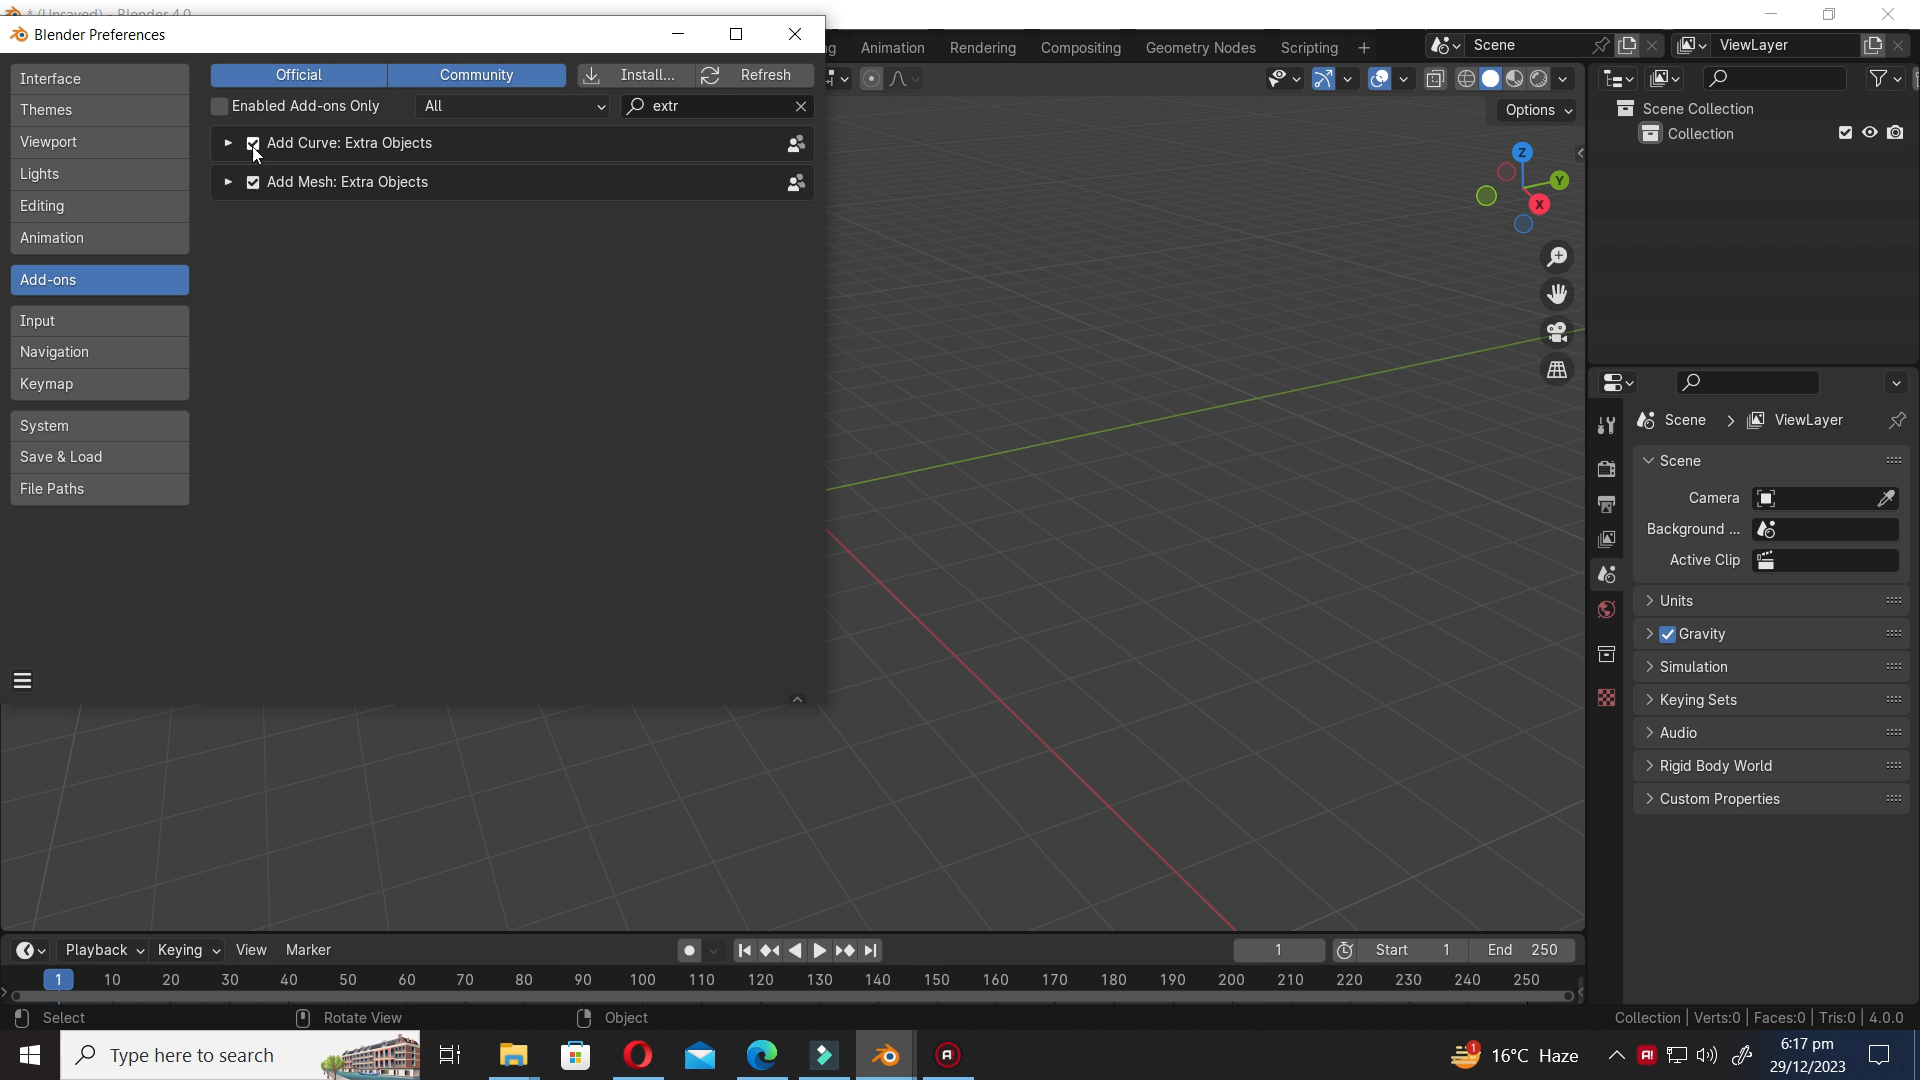 * (Unsaved) - Blender 4.0
Blender Preferences
Animation Rendering Compositing Geometry Nodes Scripting
Scene
ViewLayer
Interface
Themes
Viewport
Lights
Editing
Animation
Add-ons
Input
Navigation
Keymap
System
Save & Load
File Paths
Official Community Install... Refresh
Enabled Add-ons Only All extr
Add Curve: Extra Objects
Add Mesh: Extra Objects
Options
Z
Y
X
Scene Collection
Collection
Scene > ViewLayer
Scene
Camera
Background ...
Active Clip
Units
Gravity
Simulation
Keying Sets
Audio
Rigid Body World
Custom Properties
Playback Keying View Marker
1 Start 1 End 250
1 10 20 30 40 50 60 70 80 90 100 110 120 130 140 150 160 170 180 190 200 210 220 230 240 250
Select Rotate View Object
Collection | Verts:0 | Faces:0 | Tris:0 | 4.0.0
Type here to search
1
16°C Haze
6:17 pm
29/12/2023